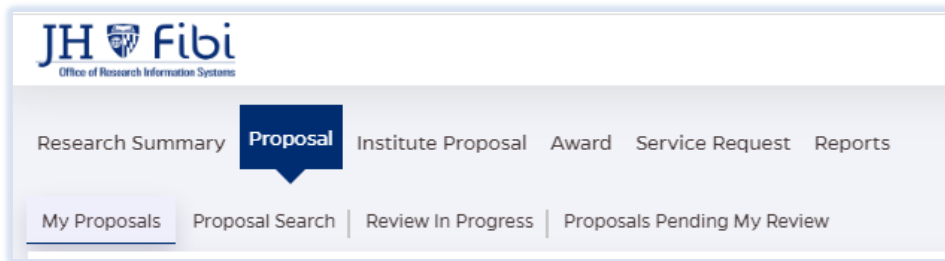 JH Fibi
Office of Research Information Systems
Research Summary Proposal Institute Proposal Award Service Request Reports
My Proposals Proposal Search Review In Progress Proposals Pending My Review